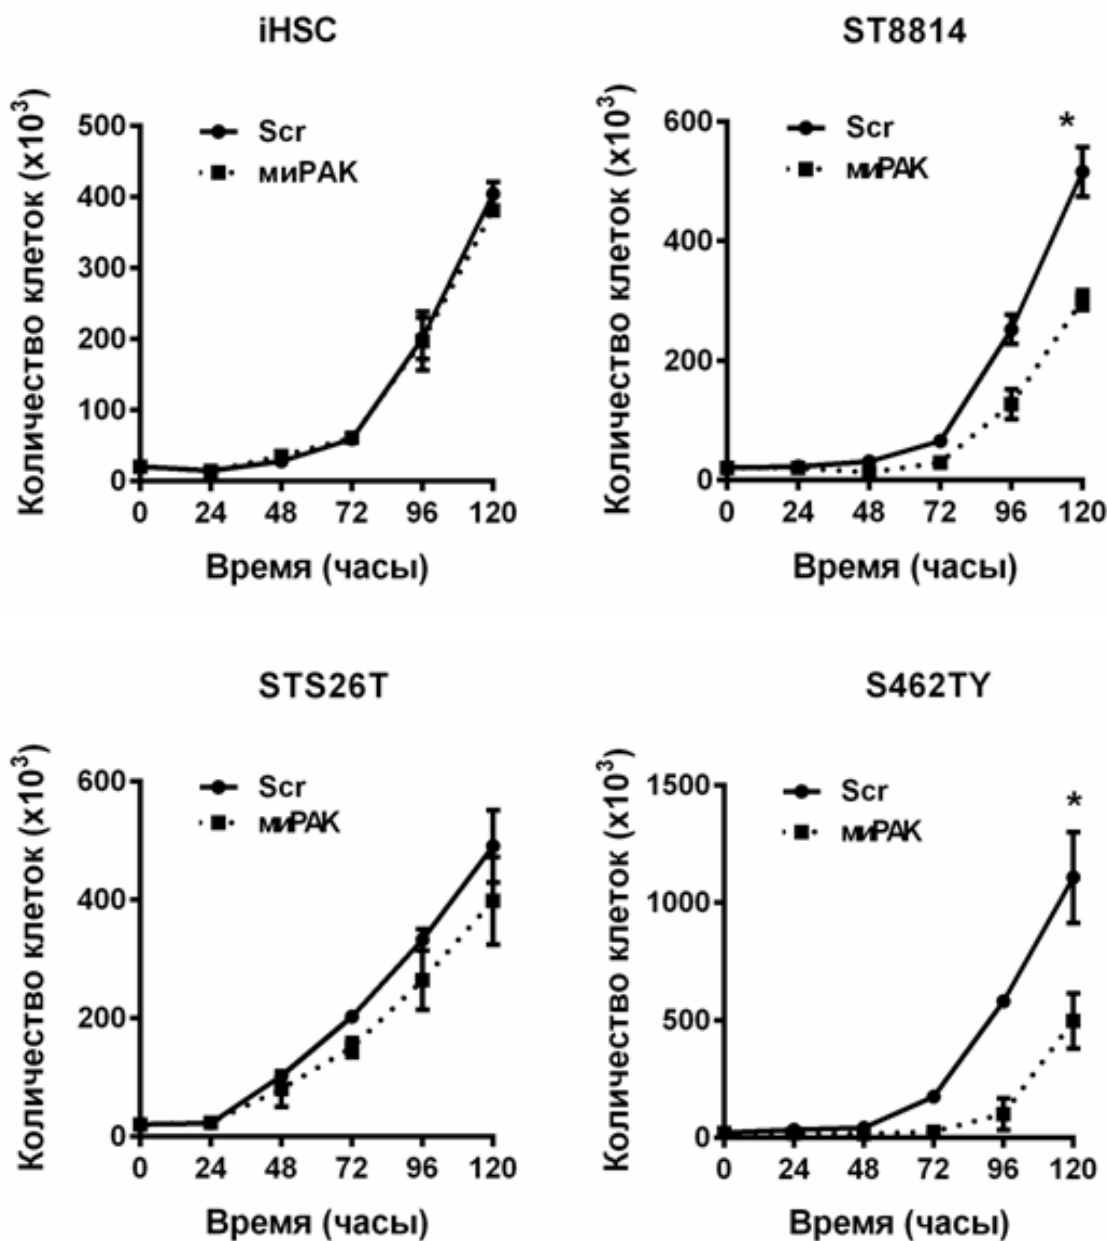 iHSC
Количество клеток (x10³)
500
400
300
200
100
0
Scr
миРАК
0 24 48 72 96 120
Время (часы)
ST8814
Количество клеток (x10³)
600
400
200
0
Scr
миРАК
*
0 24 48 72 96 120
Время (часы)
STS26T
Количество клеток (x10³)
600
400
200
0
Scr
миРАК
0 24 48 72 96 120
Время (часы)
S462TY
Количество клеток (x10³)
1500
1000
500
0
Scr
миРАК
*
0 24 48 72 96 120
Время (часы)